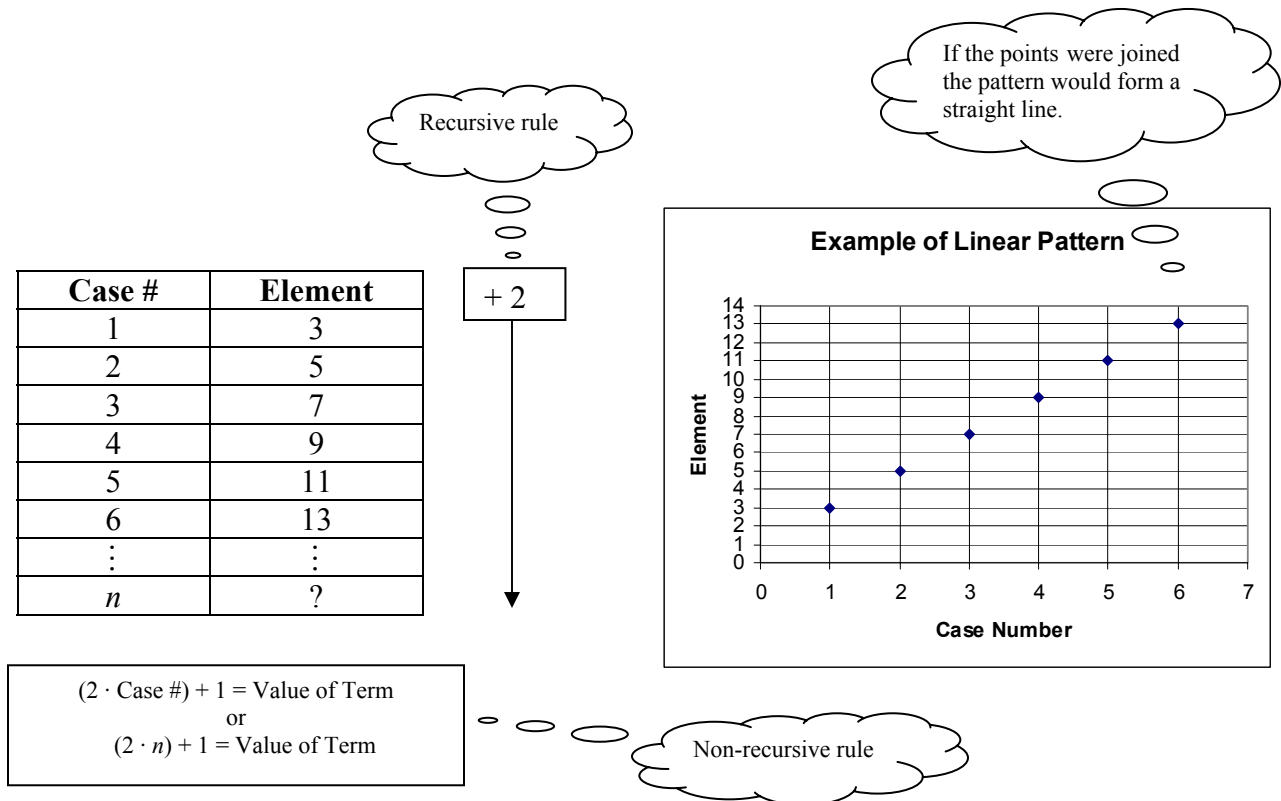 If the points were joined
the pattern would form a
straight line.
Recursive rule
+ 2
Case # Element
1 3
2 5
3 7
4 9
5 11
6 13
⋮ ⋮
n ?
Example of Linear Pattern
Element
14
13
12
11
10
9
8
7
6
5
4
3
2
1
0
0 1 2 3 4 5 6 7
Case Number
(2 · Case #) + 1 = Value of Term
or
(2 · n) + 1 = Value of Term
Non-recursive rule